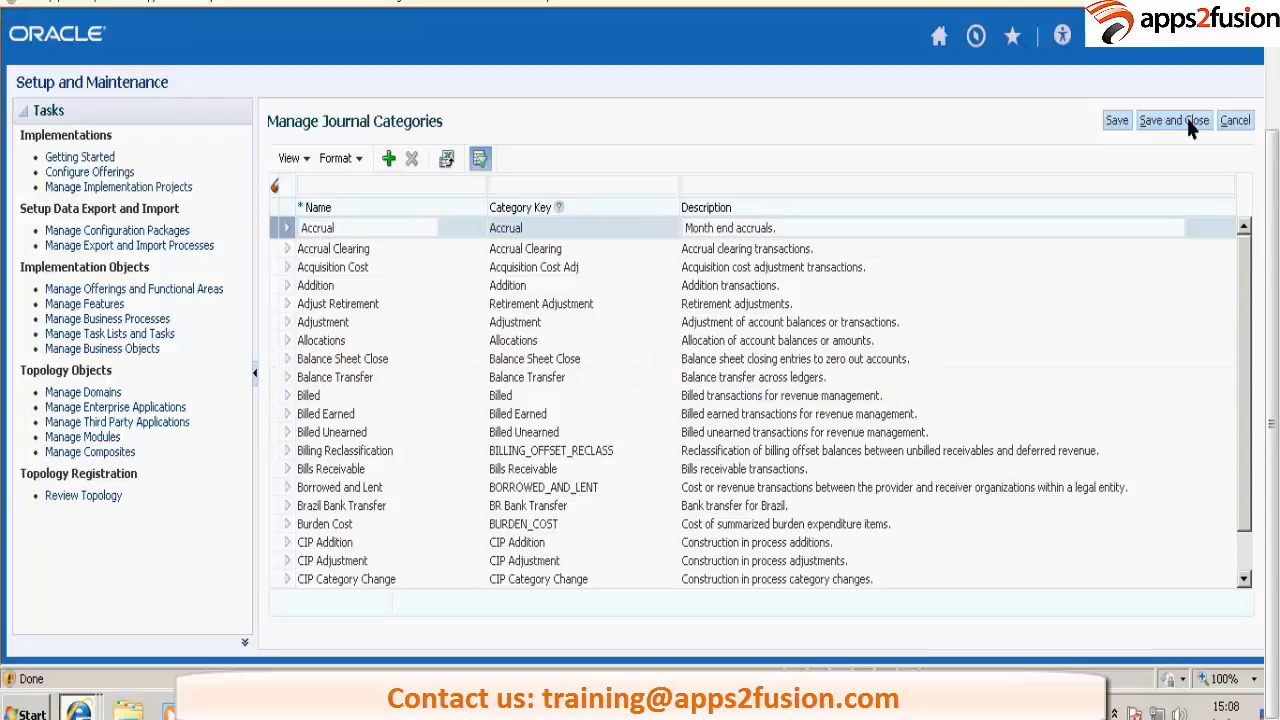 ORACLE
apps2fusion
Setup and Maintenance
Tasks
Implementations
Getting Started
Configure Offerings
Manage Implementation Projects
Setup Data Export and Import
Manage Configuration Packages
Manage Export and Import Processes
Implementation Objects
Manage Offerings and Functional Areas
Manage Features
Manage Business Processes
Manage Task Lists and Tasks
Manage Business Objects
Topology Objects
Manage Domains
Manage Enterprise Applications
Manage Third Party Applications
Manage Modules
Manage Composites
Topology Registration
Review Topology
Manage Journal Categories
Save Save and Close Cancel
View Format
* Name Category Key Description
Accrual Accrual Month end accruals.
Accrual Clearing Accrual Clearing Accrual clearing transactions.
Acquisition Cost Acquisition Cost Adj Acquisition cost adjustment transactions.
Addition Addition Addition transactions.
Adjust Retirement Retirement Adjustment Retirement adjustments.
Adjustment Adjustment Adjustment of account balances or transactions.
Allocations Allocations Allocation of account balances or amounts.
Balance Sheet Close Balance Sheet Close Balance sheet closing entries to zero out accounts.
Balance Transfer Balance Transfer Balance transfer across ledgers.
Billed Billed Billed transactions for revenue management.
Billed Earned Billed Earned Billed earned transactions for revenue management.
Billed Unearned Billed Unearned Billed unearned transactions for revenue management.
Billing Reclassification BILLING_OFFSET_RECLASS Reclassification of billing offset balances between unbilled receivables and deferred revenue.
Bills Receivable Bills Receivable Bills receivable transactions.
Borrowed and Lent BORROWED_AND_LENT Cost or revenue transactions between the provider and receiver organizations within a legal entity.
Brazil Bank Transfer BR Bank Transfer Bank transfer for Brazil.
Burden Cost BURDEN_COST Cost of summarized burden expenditure items.
CIP Addition CIP Addition Construction in process additions.
CIP Adjustment CIP Adjustment Construction in process adjustments.
CIP Category Change CIP Category Change Construction in process category changes.
Done
100%
Contact us: training@apps2fusion.com
Start
15:08